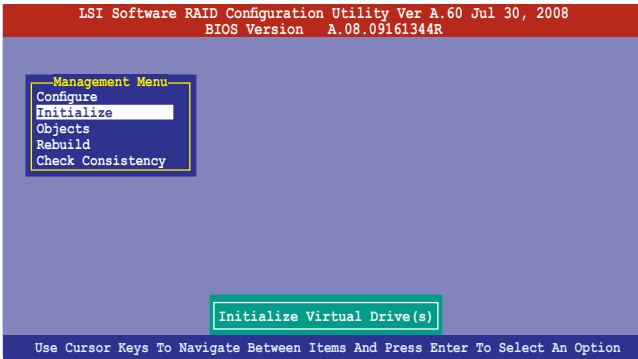 LSI Software RAID Configuration Utility Ver A.60 Jul 30, 2008
BIOS Version A.08.09161344R
Management Menu
Configure
Initialize
Objects
Rebuild
Check Consistency
Initialize Virtual Drive(s)
Use Cursor Keys To Navigate Between Items And Press Enter To Select An Option